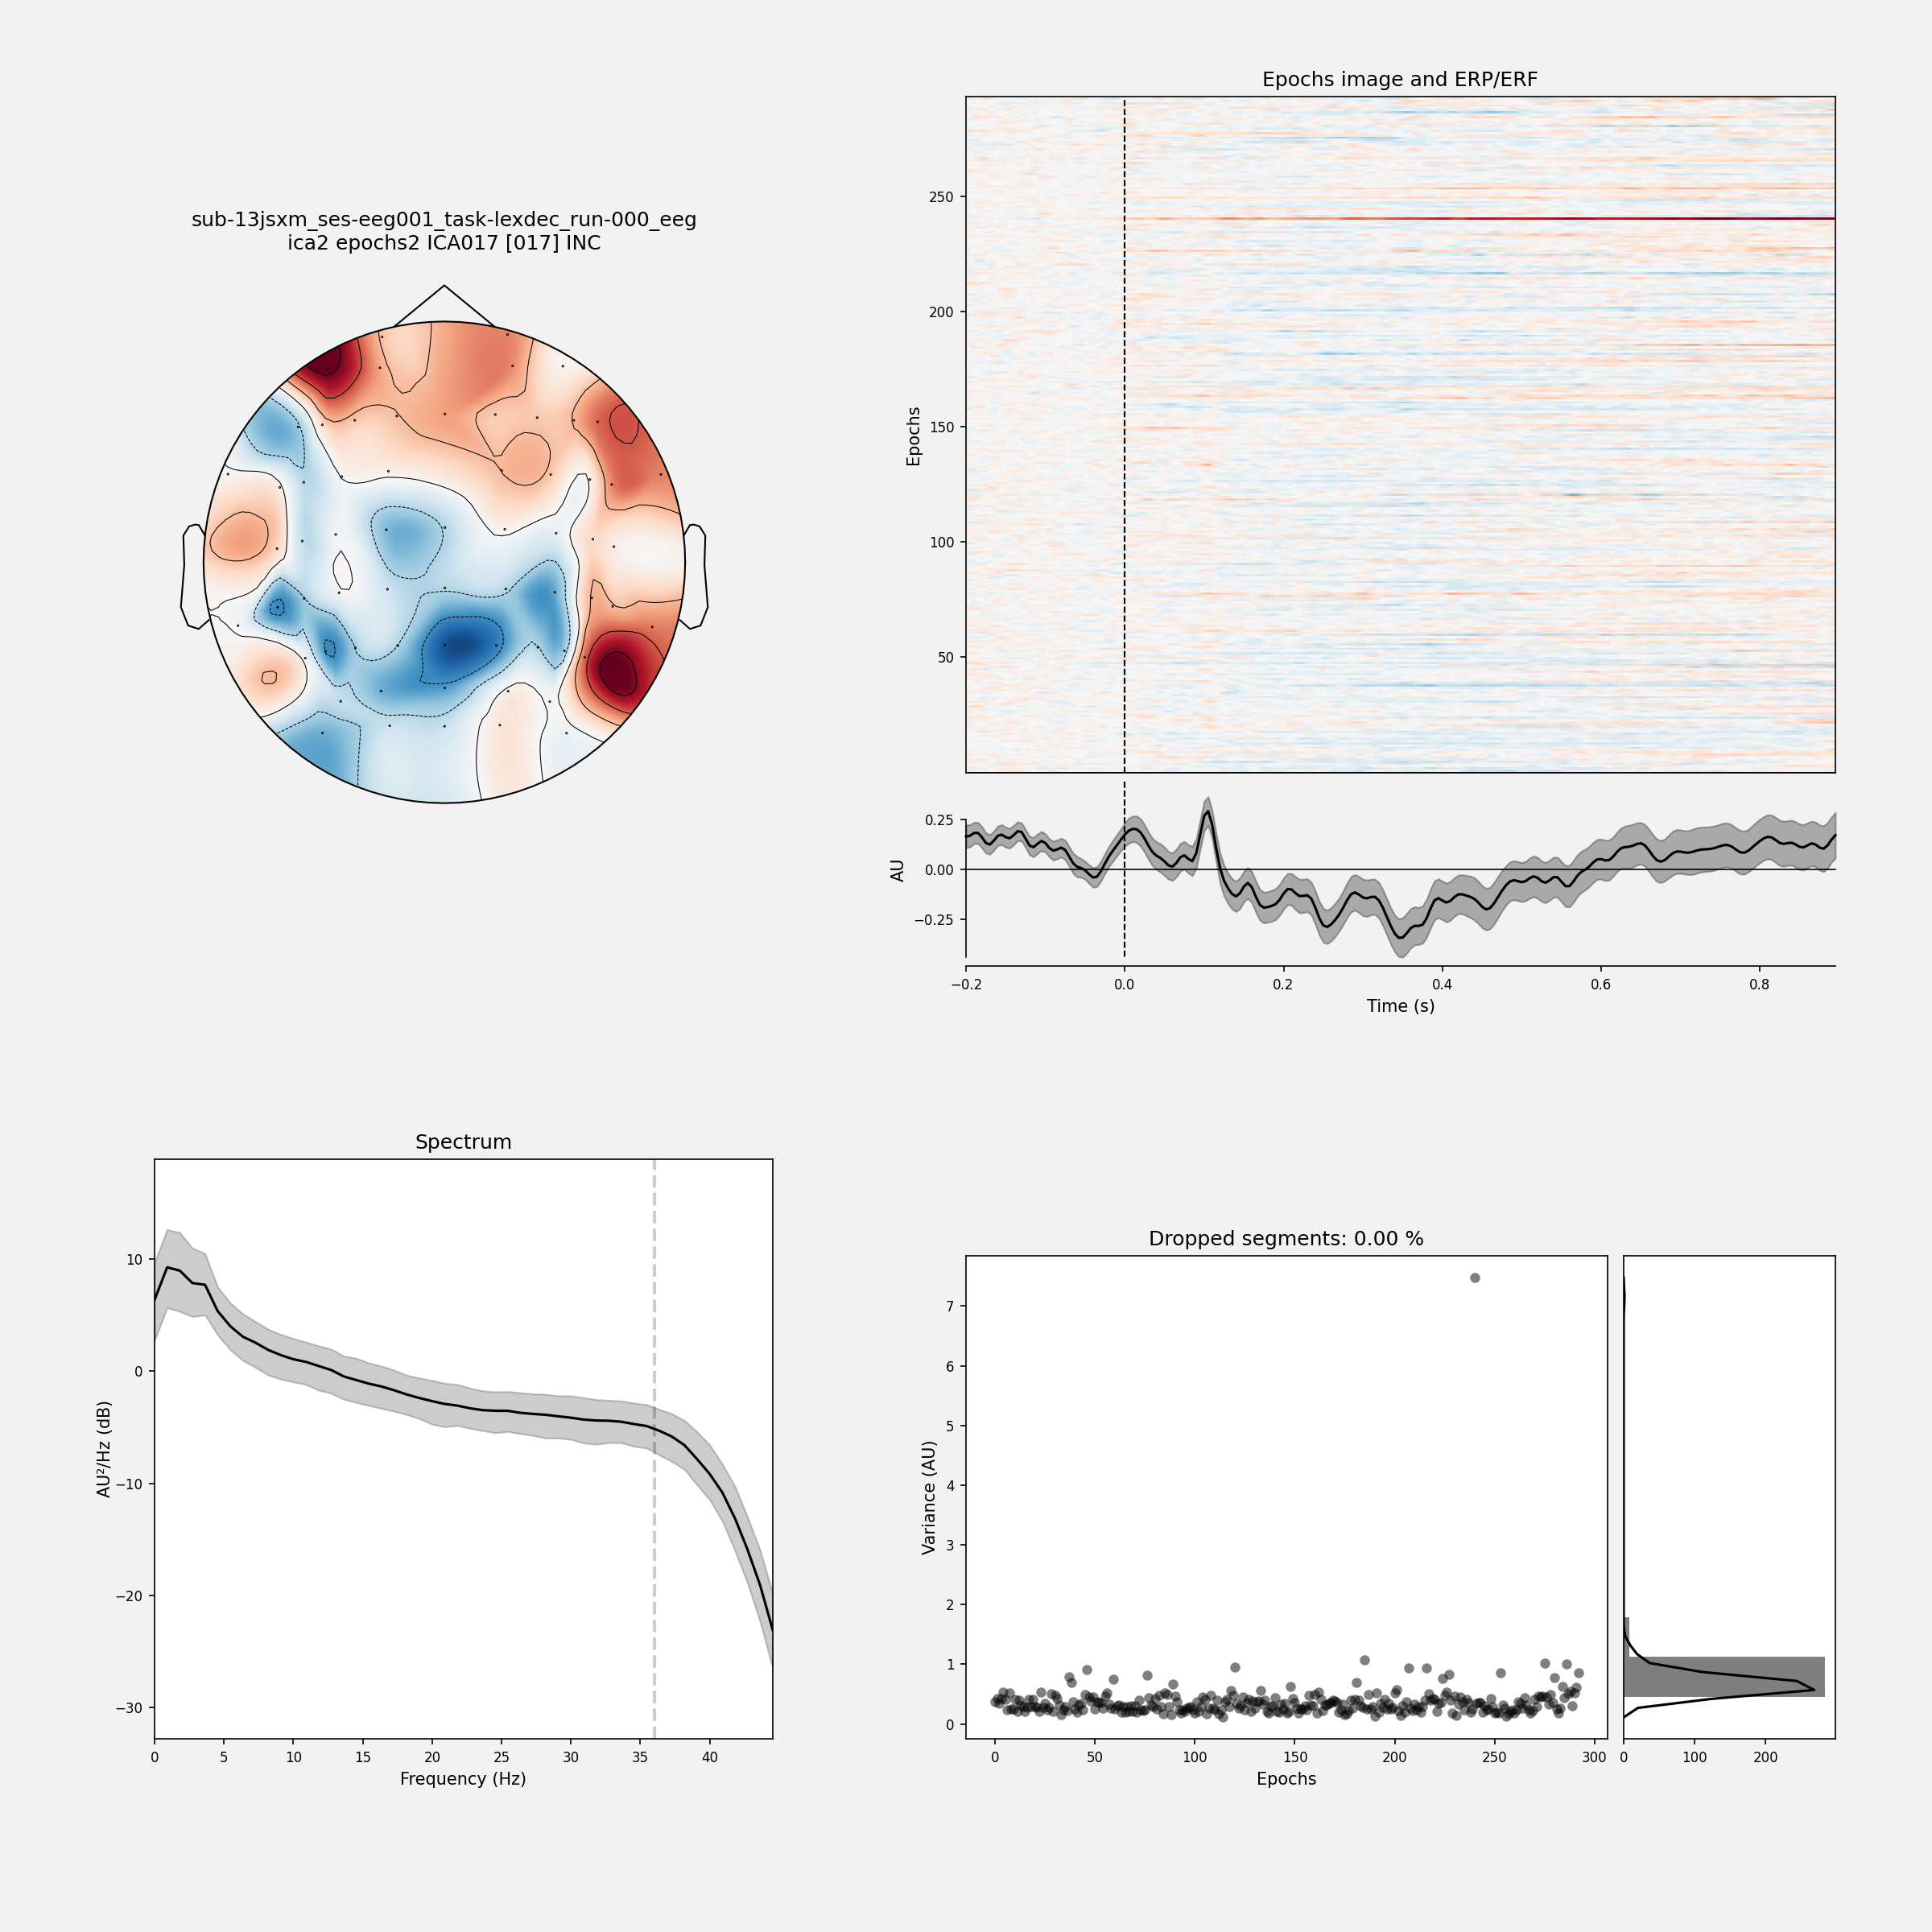 sub-13jsxm_ses-eeg001_task-lexdec_run-000_eeg
ica2 epochs2 ICA017 [017] INC
Epochs image and ERP/ERF
Epochs
250
200
150
100
50
AU
0.25
0.00
−0.25
−0.2 0.0 0.2 0.4 0.6 0.8
Time (s)
Spectrum
AU²/Hz (dB)
10
0
−10
−20
−30
0 5 10 15 20 25 30 35 40
Frequency (Hz)
Dropped segments: 0.00 %
Variance (AU)
7
6
5
4
3
2
1
0
0 50 100 150 200 250 300
Epochs
0 100 200